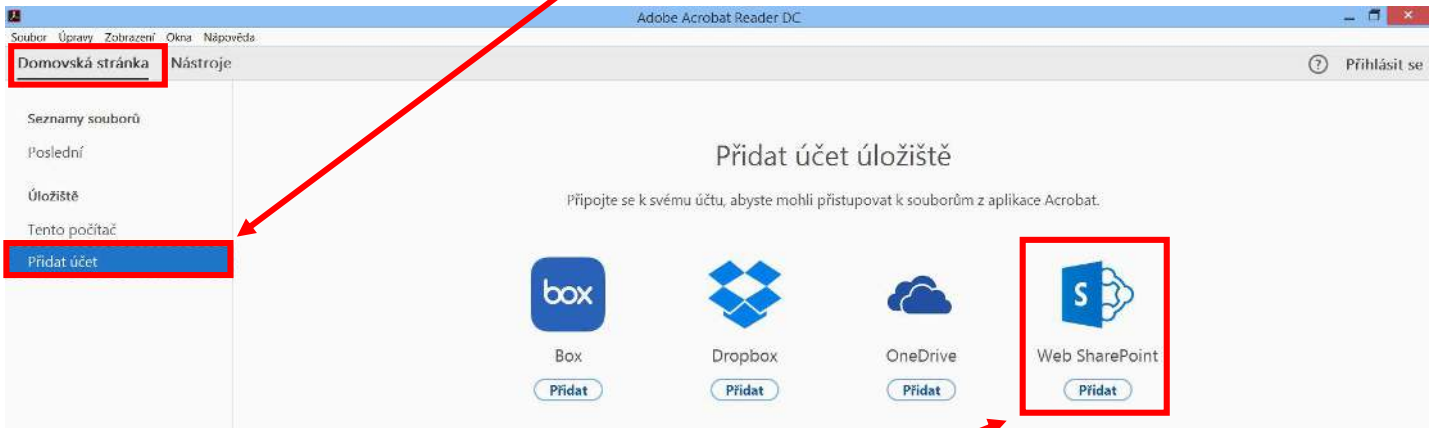 Adobe Acrobat Reader DC
Soubor Úpravy Zobrazení Okna Nápověda
Domovská stránka Nástroje
? Přihlásit se
Seznamy souborů
Poslední
Úložiště
Tento počítač
Přidat účet
Přidat účet úložiště
Připojte se k svému účtu, abyste mohli přistupovat k souborům z aplikace Acrobat.
box
S
Box Dropbox OneDrive Web SharePoint
Přidat Přidat Přidat Přidat